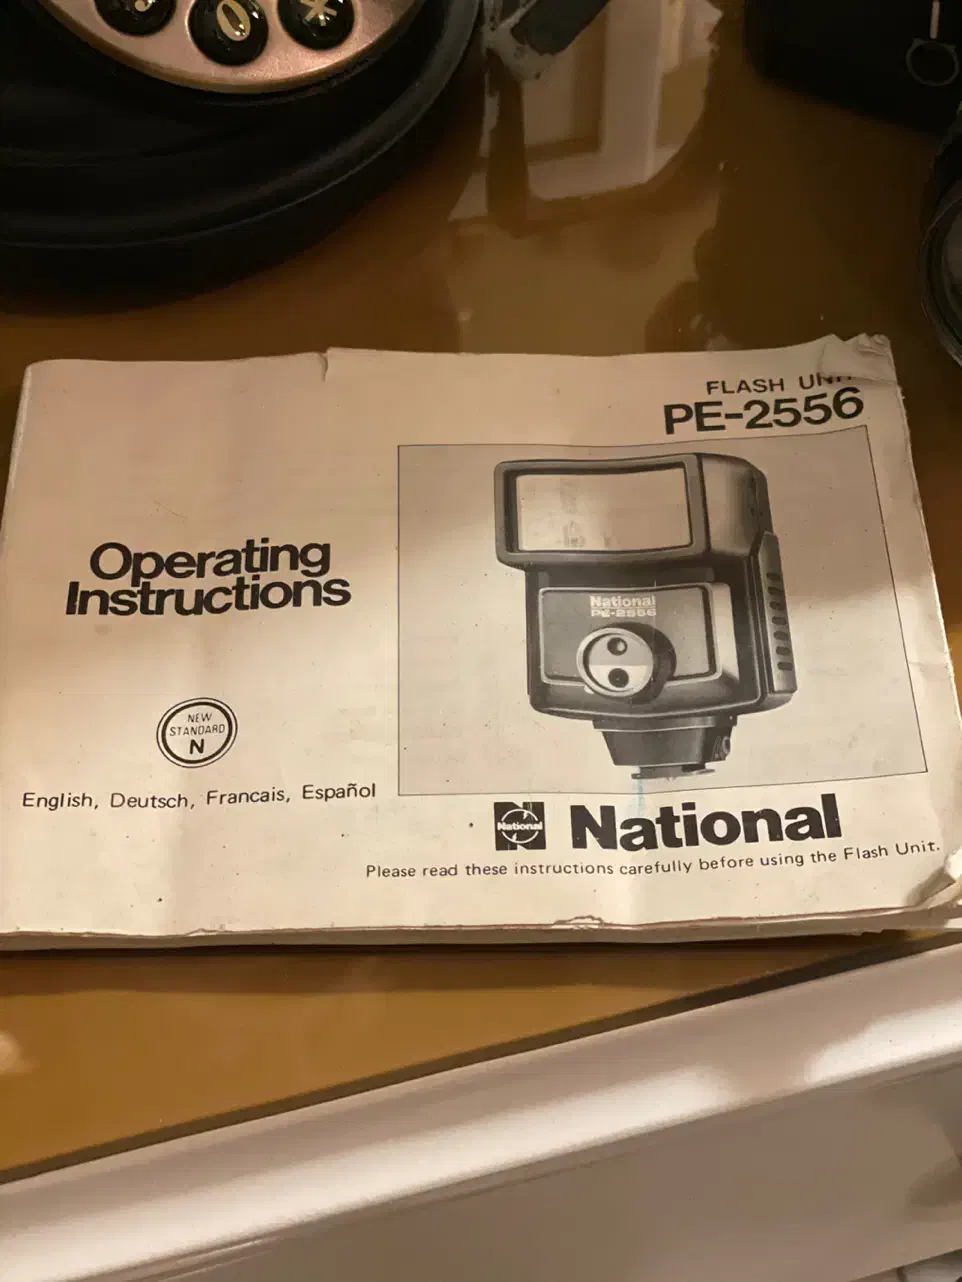 0
*
FLASH UNIT
PE-2556
National
PE-2556
Operating
Instructions
NEW
STANDARD
N
English, Deutsch, Francais, Español
National
National
Please read these instructions carefully before using the Flash Unit.